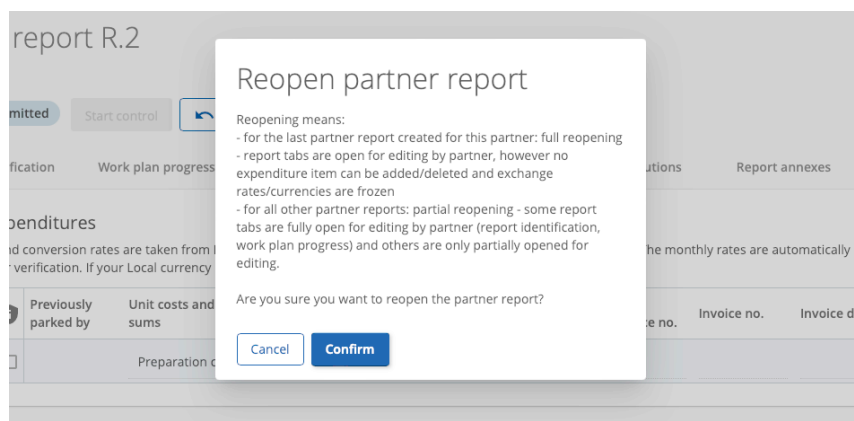 report R.2
Start control
Work plan progress
Report annexes
Reopen partner report
Reopening means:
- for the last partner report created for this partner: full reopening
- report tabs are open for editing by partner, however no
expenditure item can be added/deleted and exchange
rates/currencies are frozen
- for all other partner reports: partial reopening - some report
tabs are fully open for editing by partner (report identification,
work plan progress) and others are only partially opened for
editing.
Are you sure you want to reopen the partner report?
Cancel
Confirm
conversion rates are taken from
he monthly rates are automatically
verification. If your Local currency
Previously
parked by
Unit costs and
sums
no.
Invoice no.
Invoice d
Preparation